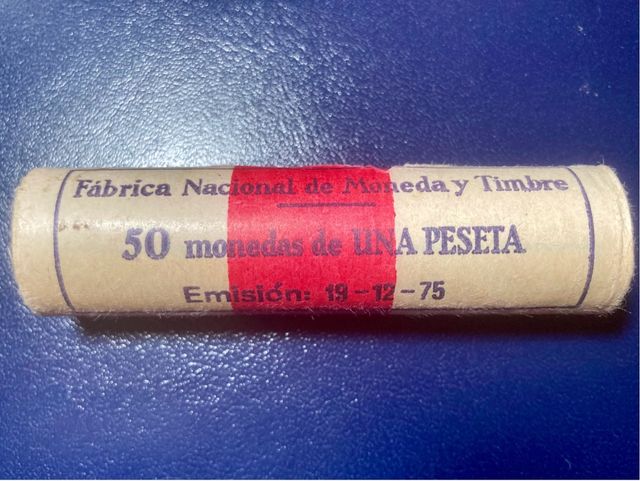 Fábrica Nacional de Moneda y Timbre
50 monedas de UNA PESETA
Emisión: 19-12-75